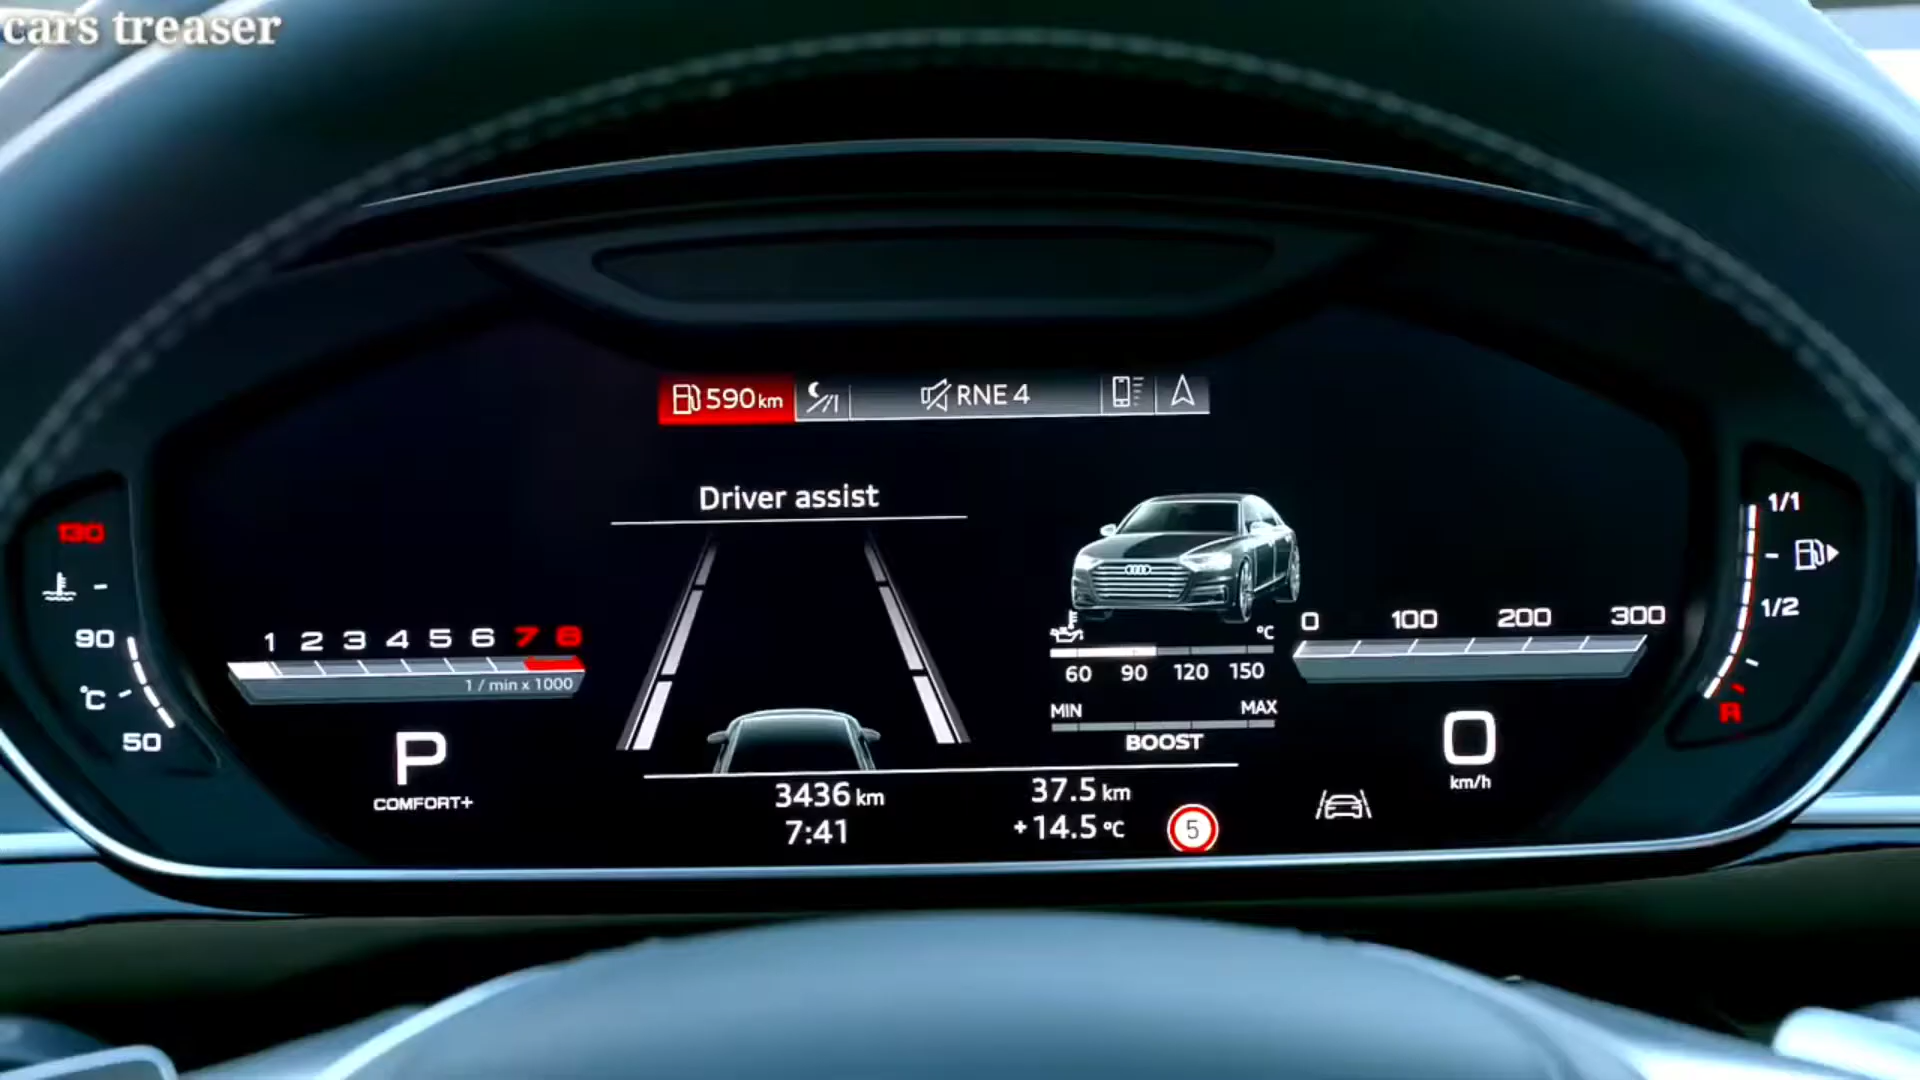 cars treaser
590 km
RNE 4
Driver assist
130
90
°C
50
1 2 3 4 5 6 7 8
1 / min x 1000
P
COMFORT+
°C
60 90 120 150
MIN MAX
BOOST
3436 km
7:41
37.5 km
+14.5 °C
5
0 100 200 300
0
km/h
1/1
1/2
R